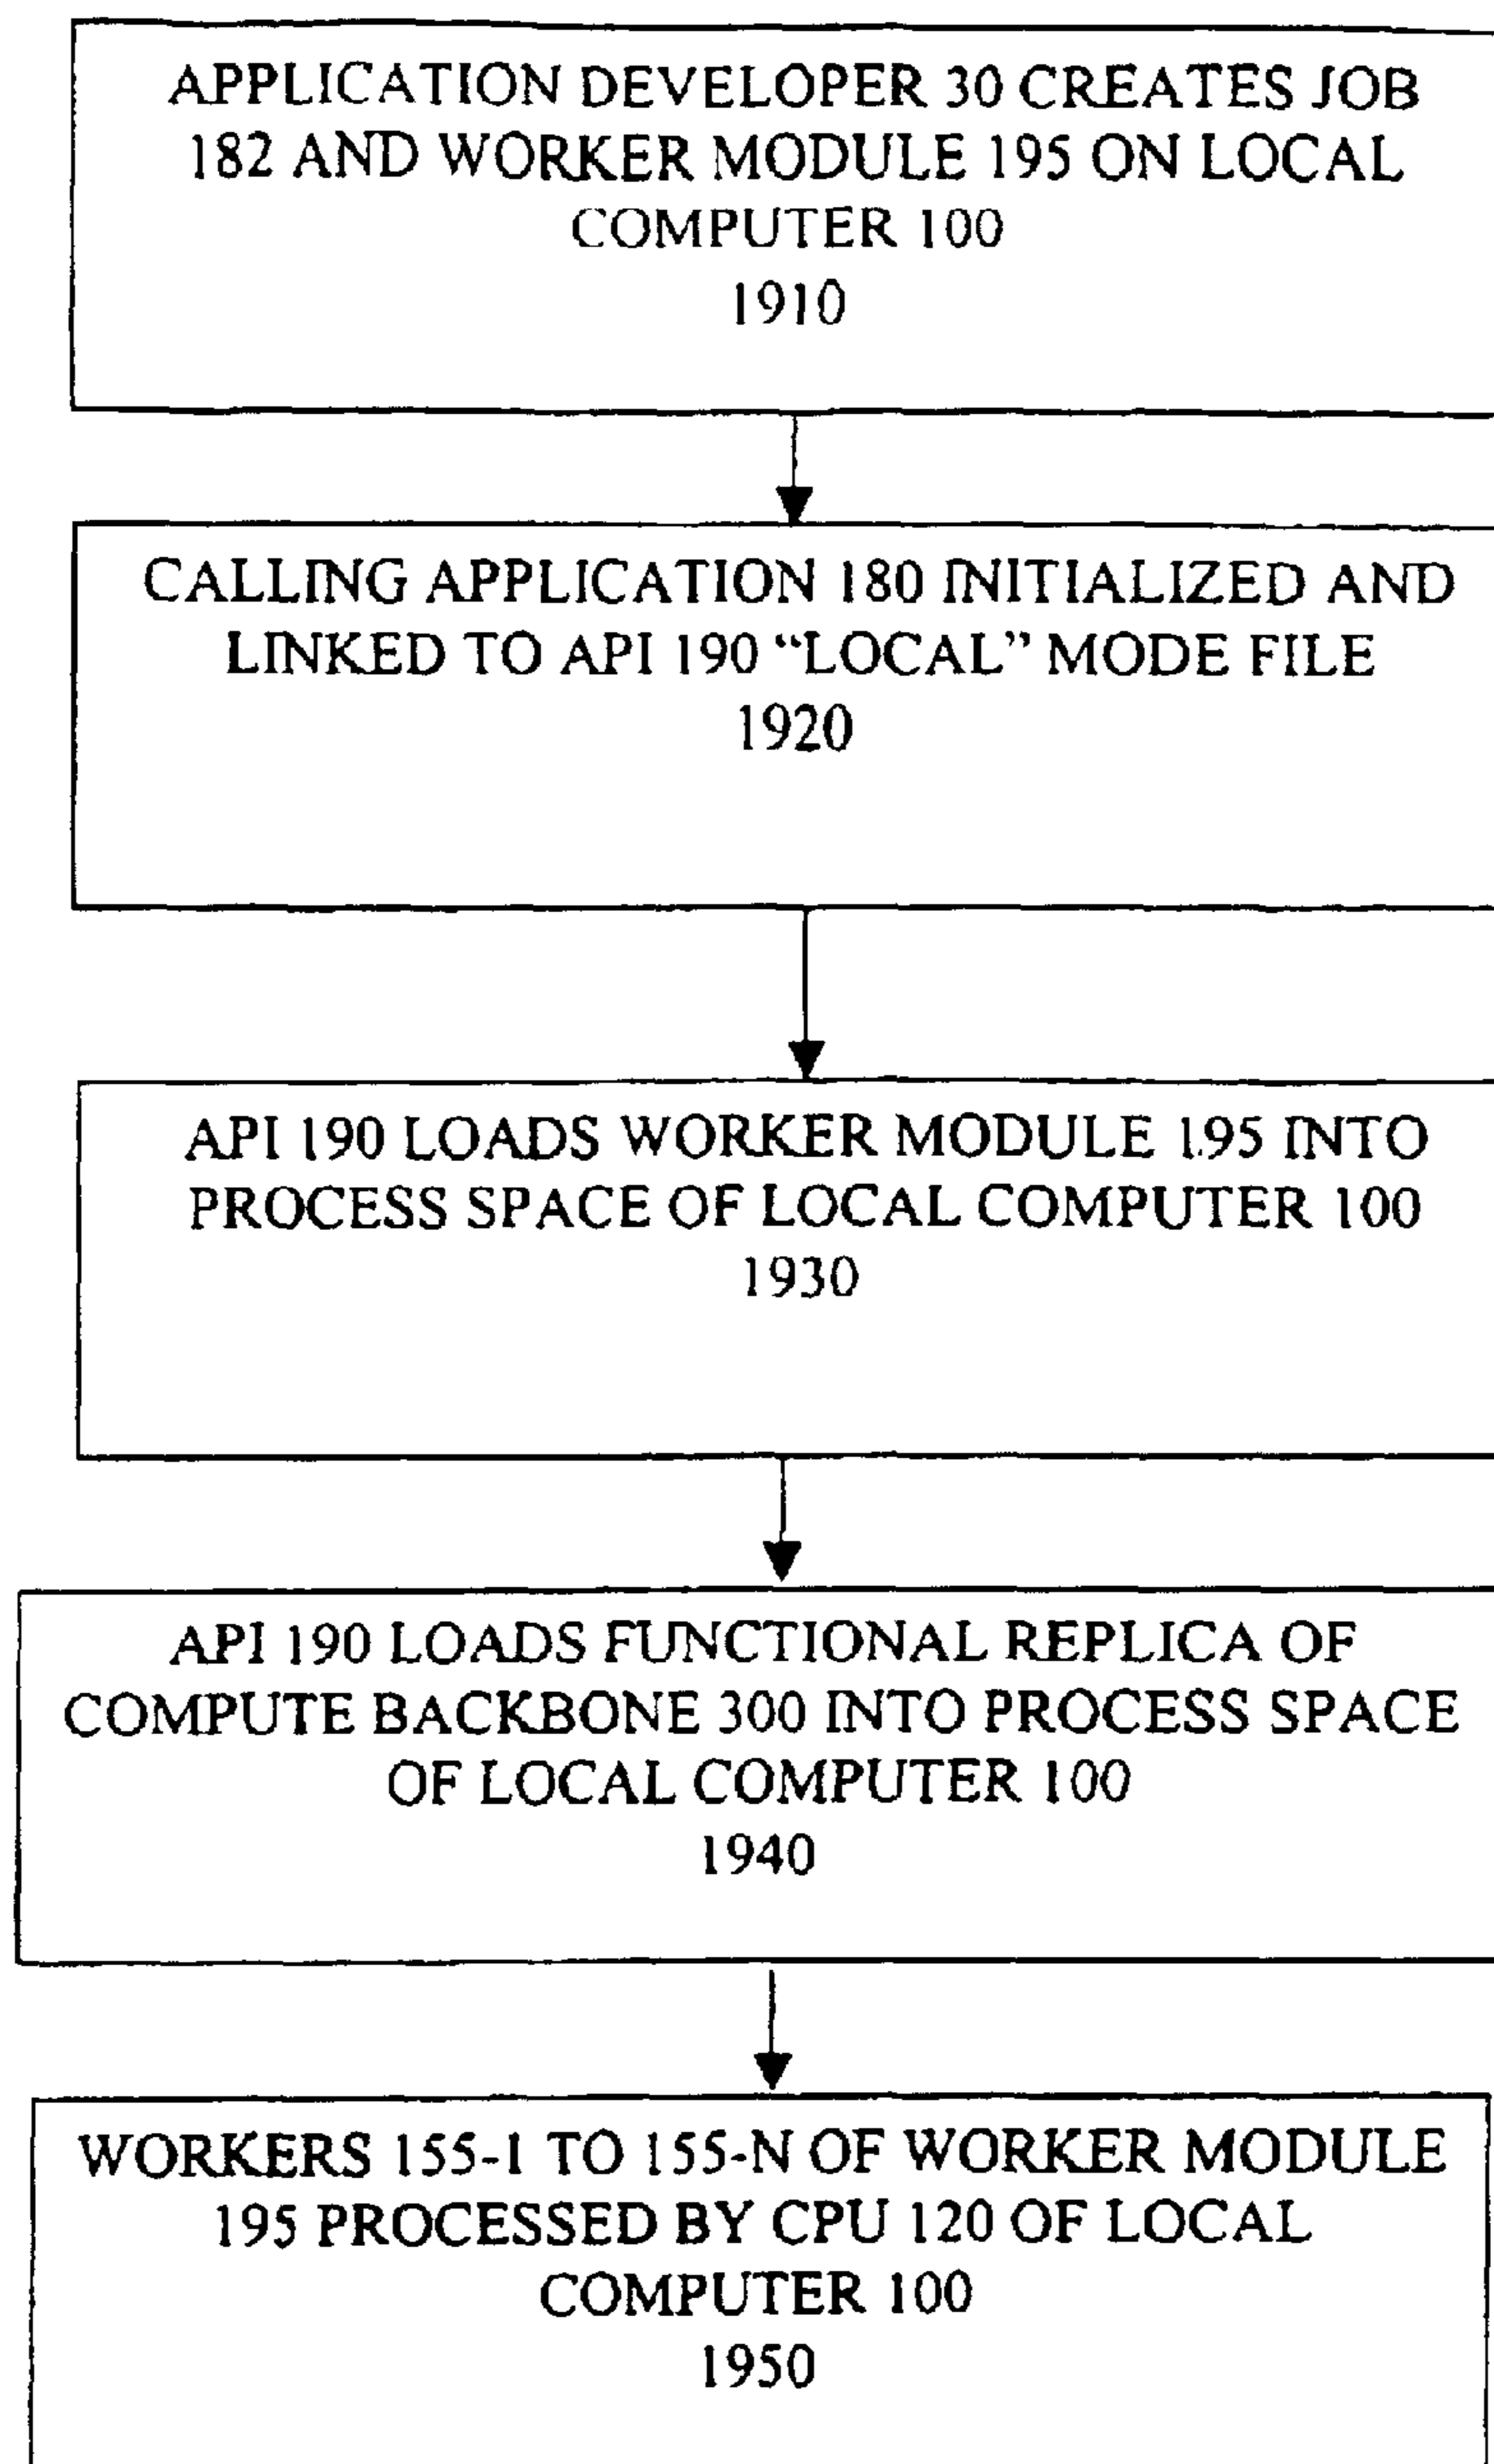 APPLICATION DEVELOPER 30 CREATES JOB
182 AND WORKER MODULE 195 ON LOCAL
COMPUTER 100
1910
CALLING APPLICATION 180 INITIALIZED AND
LINKED TO API 190 “LOCAL” MODE FILE
1920
API 190 LOADS WORKER MODULE 195 INTO
PROCESS SPACE OF LOCAL COMPUTER 100
1930
API 190 LOADS FUNCTIONAL REPLICA OF
COMPUTE BACKBONE 300 INTO PROCESS SPACE
OF LOCAL COMPUTER 100
1940
WORKERS 155-1 TO 155-N OF WORKER MODULE
195 PROCESSED BY CPU 120 OF LOCAL
COMPUTER 100
1950